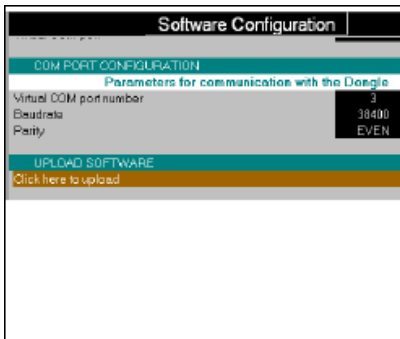 Software Configuration
COM PORT CONFIGURATION
Parameters for communication with the Dongle
Virtual COM port number 3
Baudrate 38400
Parity EVEN
UPLOAD SOFTWARE
Click here to upload